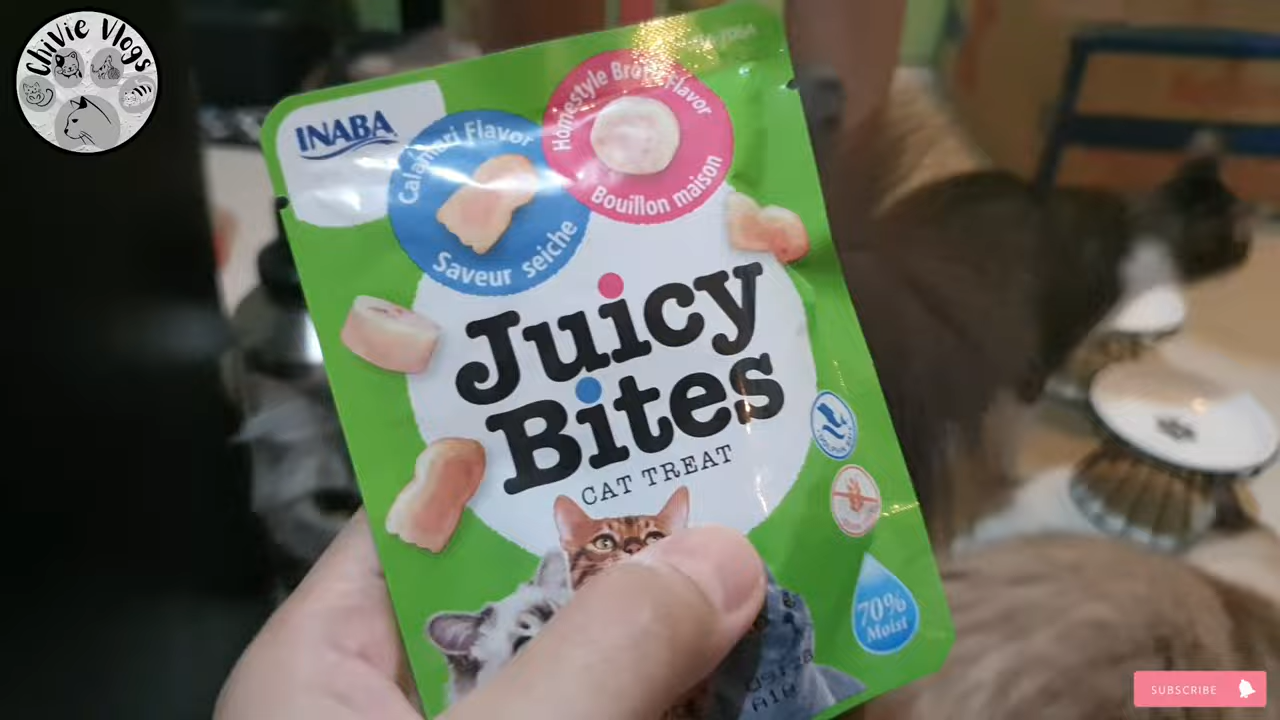 ChiVie Vlogs
INABA
Calamari Flavor
Saveur seiche
Homestyle Broth Flavor
Bouillon maison
Juicy
Bites
CAT TREAT
70%
Moist
SUBSCRIBE